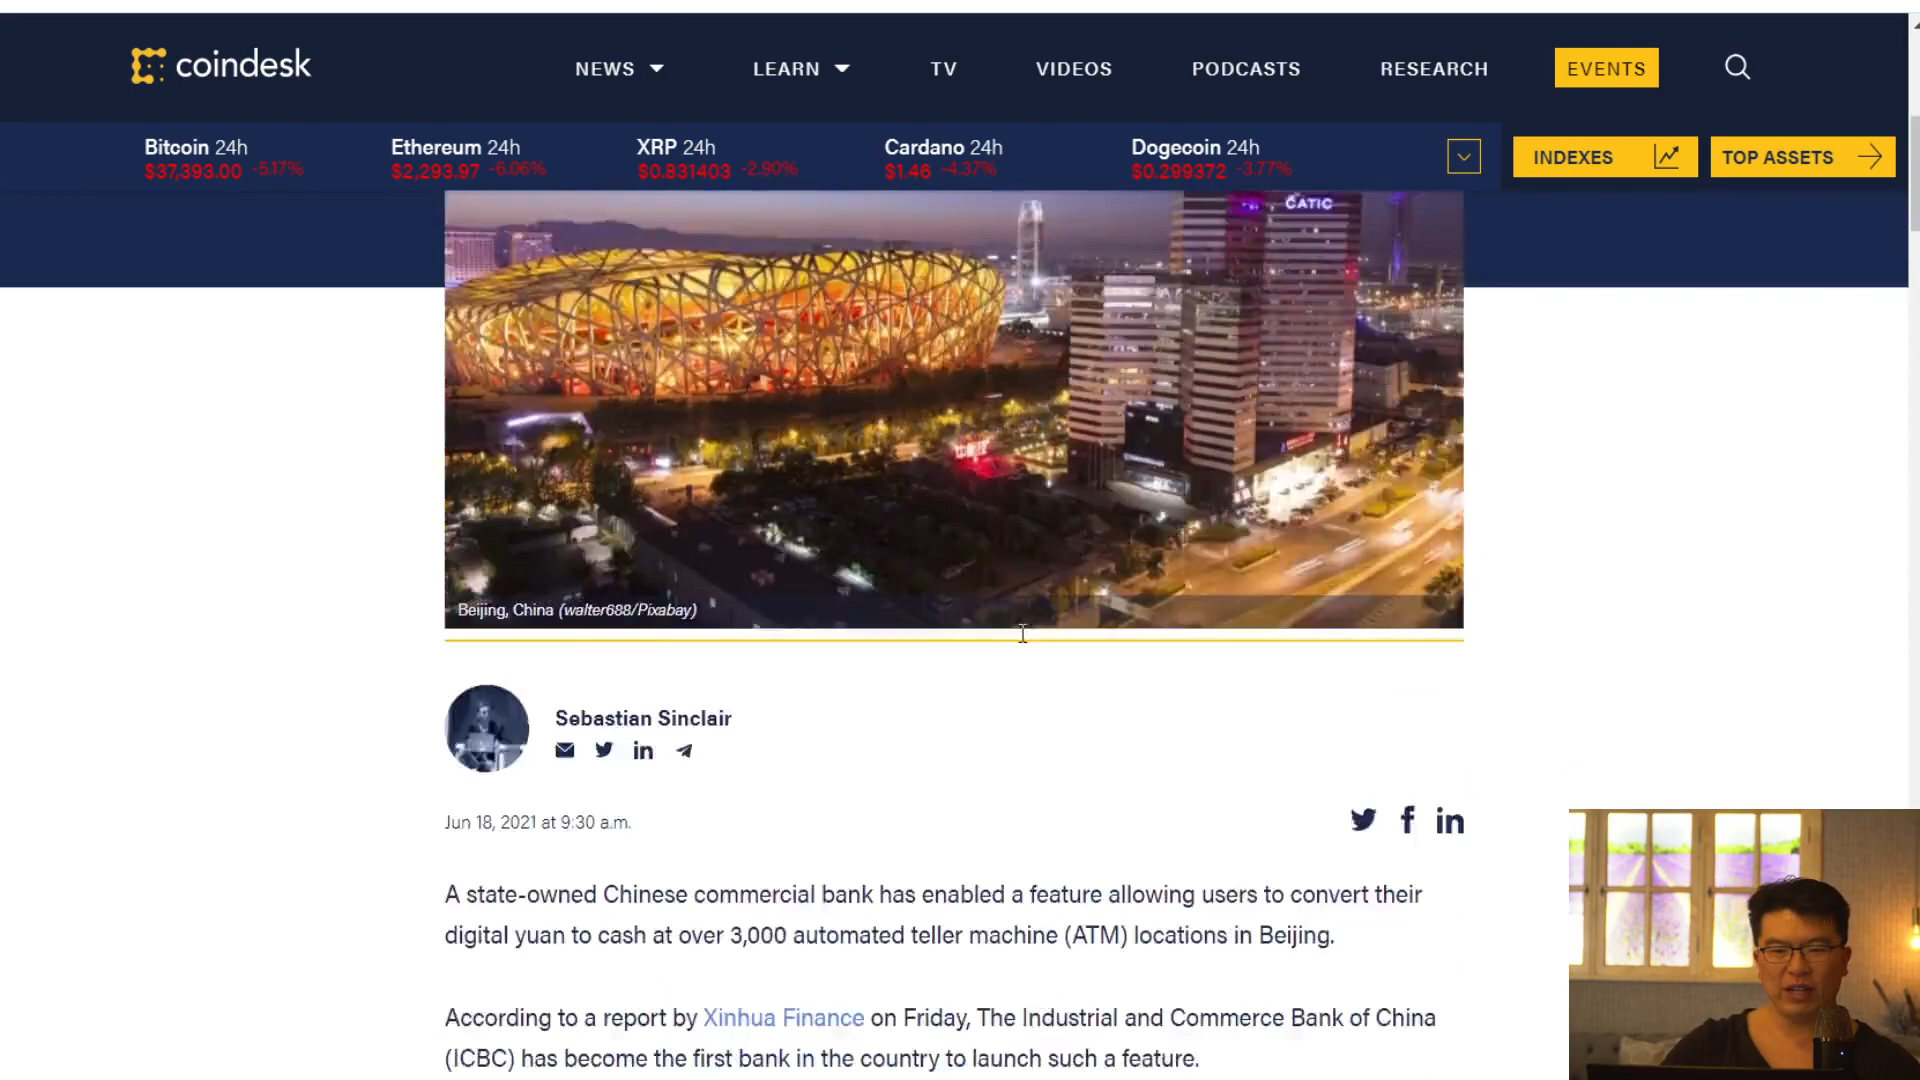 coindesk
NEWS
LEARN
TV
VIDEOS
PODCASTS
RESEARCH
EVENTS
Bitcoin 24h
$37,393.00 -5.17%
Ethereum 24h
$2,293.97 -6.06%
XRP 24h
$0.831403 -2.90%
Cardano 24h
$1.46 -4.37%
Dogecoin 24h
$0.299372 -3.77%
INDEXES
TOP ASSETS
CATIC
Beijing, China (walter688/Pixabay)
Sebastian Sinclair
Jun 18, 2021 at 9:30 a.m.
A state-owned Chinese commercial bank has enabled a feature allowing users to convert their
digital yuan to cash at over 3,000 automated teller machine (ATM) locations in Beijing.
According to a report by Xinhua Finance on Friday, The Industrial and Commerce Bank of China
(ICBC) has become the first bank in the country to launch such a feature.